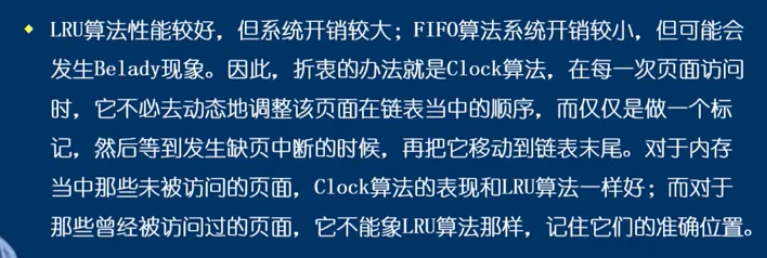 LRU算法性能较好，但系统开销较大；FIFO算法系统开销较小，但可能会
发生Belady现象。因此，折衷的办法就是Clock算法，在每一次页面访问
时，它不必去动态地调整该页面在链表当中的顺序，而仅仅是做一个标
记，然后等到发生缺页中断的时候，再把它移动到链表末尾。对于内存
当中那些未被访问的页面，Clock算法的表现和LRU算法一样好；而对于
那些曾经被访问过的页面，它不能象LRU算法那样，记住它们的准确位置。